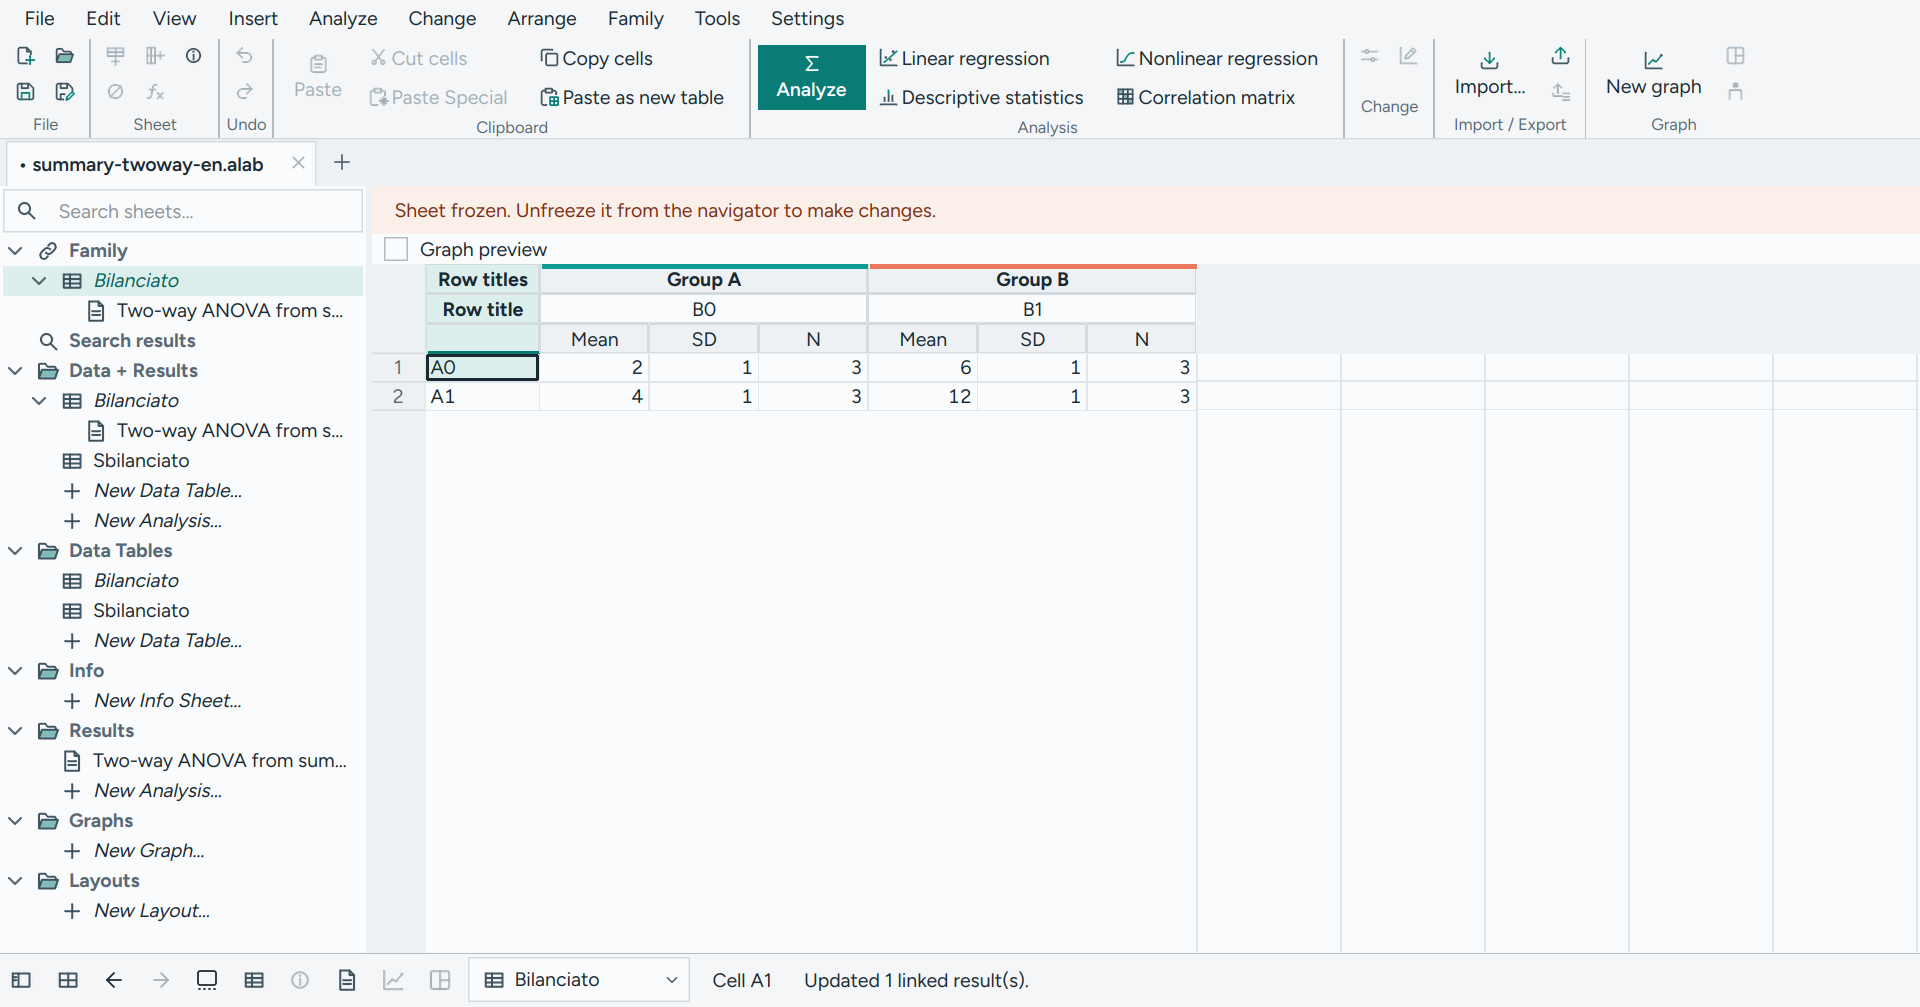 File Edit View Insert Analyze Change Arrange Family Tools Settings
Cut cells
Copy cells
Linear regression
Nonlinear regression
Paste
Paste Special
Paste as new table
Analyze
Descriptive statistics
Correlation matrix
Import...
New graph
File
Sheet
Undo
Clipboard
Analysis
Change
Import / Export
Graph
• summary-twoway-en.alab
Search sheets...
Sheet frozen. Unfreeze it from the navigator to make changes.
Graph preview
Family
Bilanciato
Two-way ANOVA from s...
Search results
Data + Results
Bilanciato
Two-way ANOVA from s...
Sbilanciato
New Data Table...
New Analysis...
Data Tables
Bilanciato
Sbilanciato
New Data Table...
Info
New Info Sheet...
Results
Two-way ANOVA from sum...
New Analysis...
Graphs
New Graph...
Layouts
New Layout...
Row titles Group A Group B
Row title B0 B1
Mean SD N Mean SD N
1 A0 2 1 3 6 1 3
2 A1 4 1 3 12 1 3
Bilanciato Cell A1 Updated 1 linked result(s).